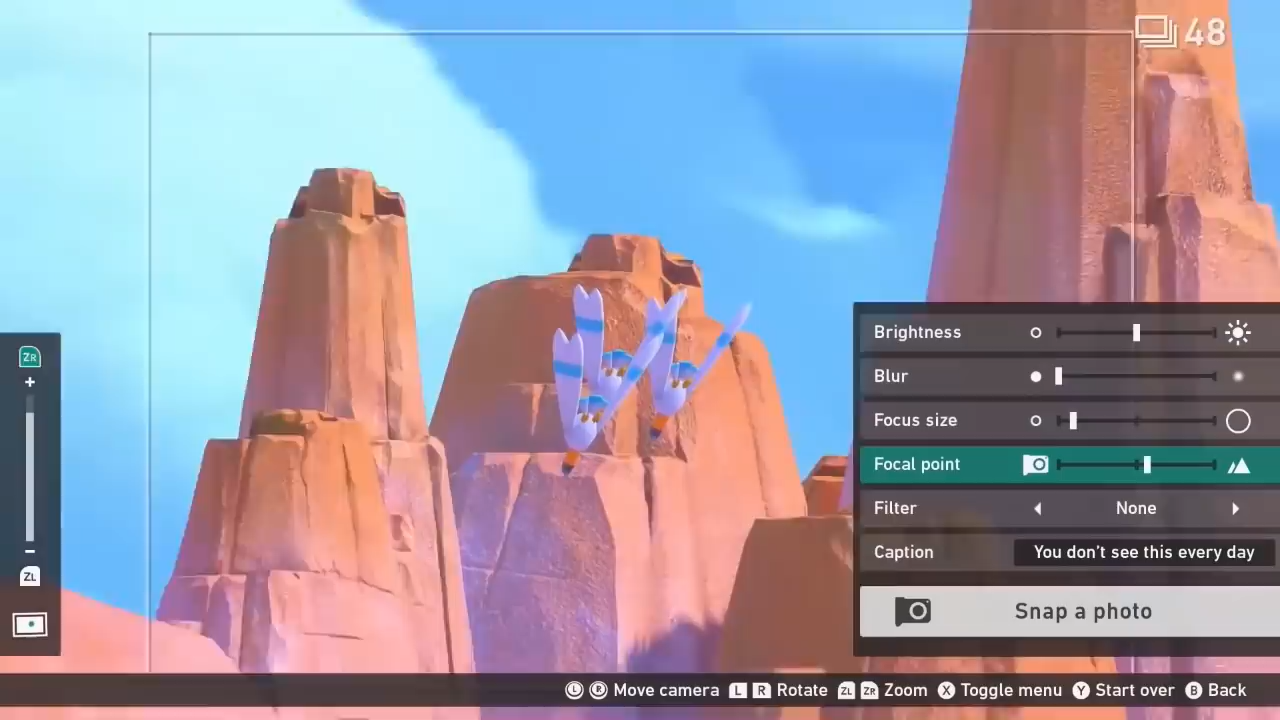 48
ZR
+
-
ZL
Brightness
Blur
Focus size
Focal point
Filter None
Caption You don't see this every day
Snap a photo
L R Move camera L R Rotate ZL ZR Zoom X Toggle menu Y Start over B Back